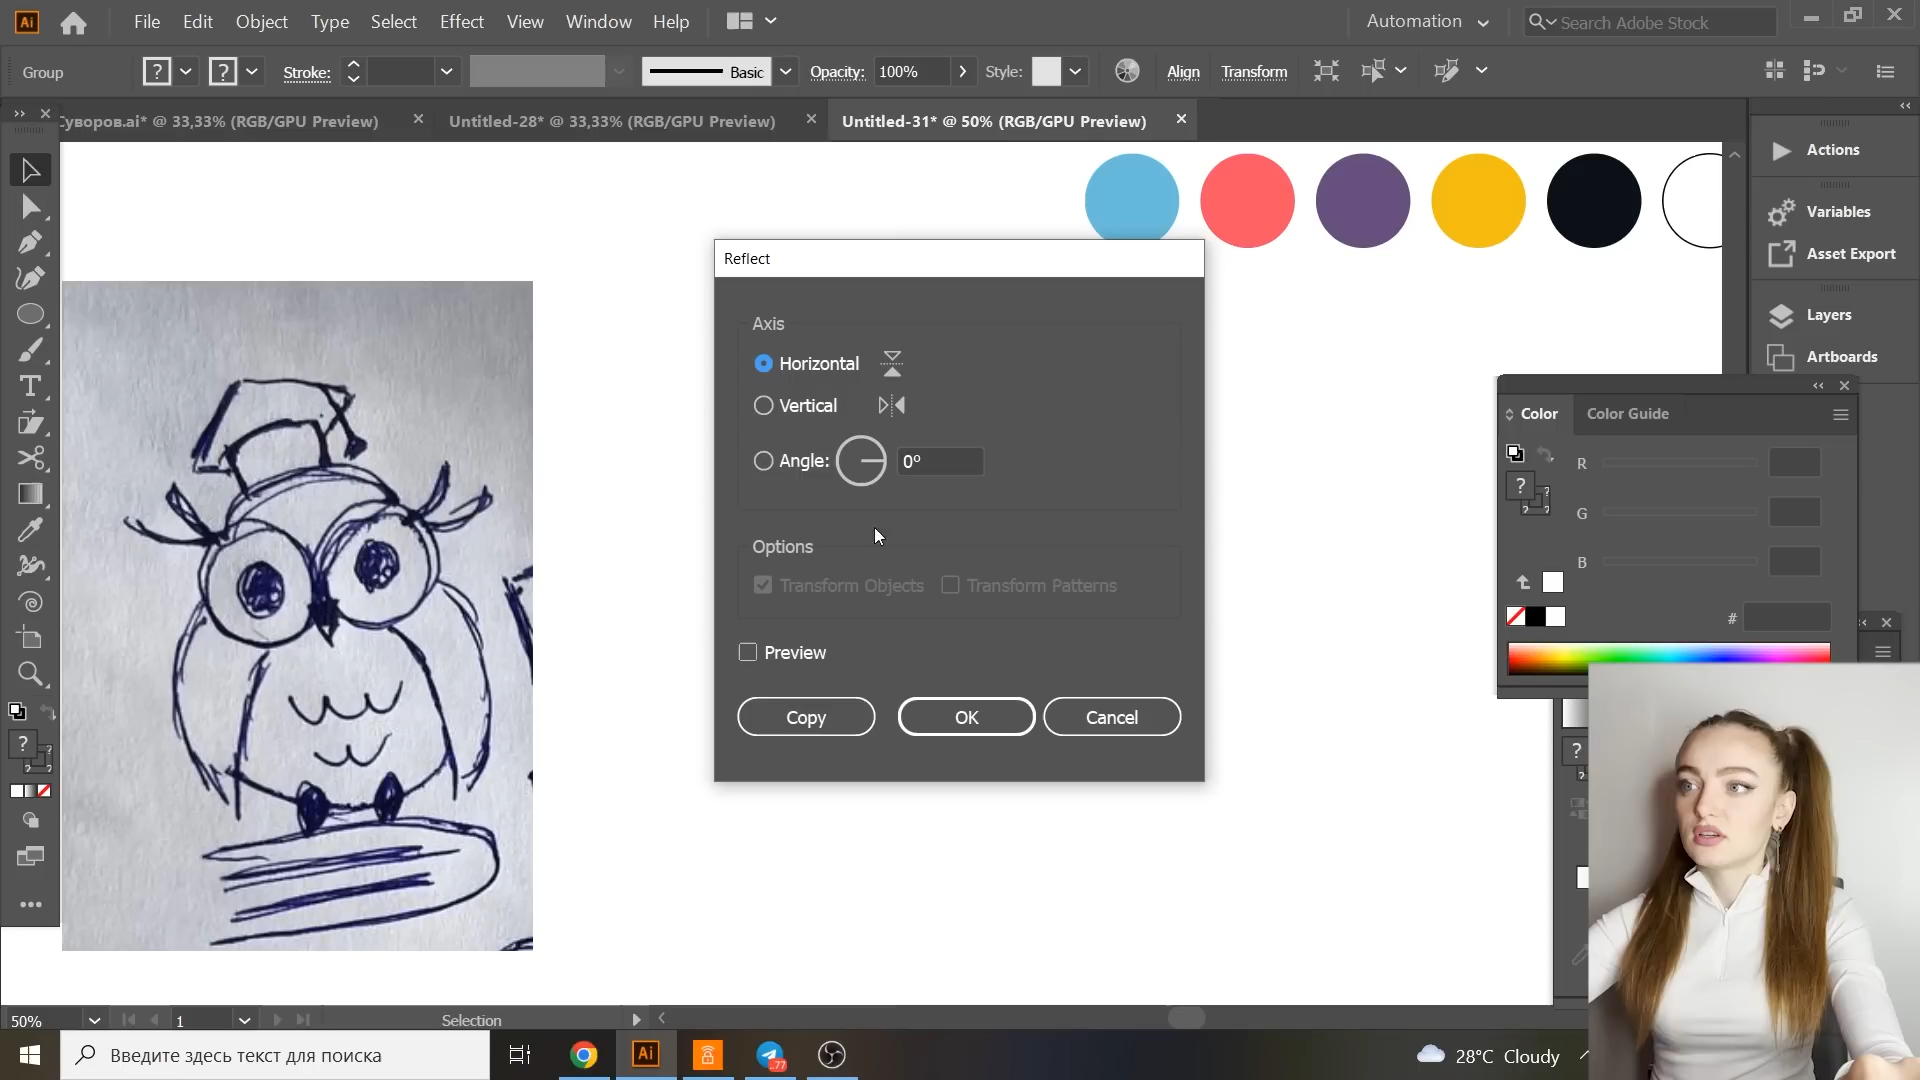 Ai
File Edit Object Type Select Effect View Window Help
Automation
Search Adobe Stock
Group
?
?
Stroke:
Basic
Opacity: 100%
Style:
Align
Transform
Суворов.ai* @ 33,33% (RGB/GPU Preview)
Untitled-28* @ 33,33% (RGB/GPU Preview)
Untitled-31* @ 50% (RGB/GPU Preview)
Actions
Variables
Asset Export
Layers
Artboards
Reflect
Axis
Horizontal
Vertical
Angle: 0°
Options
Transform Objects
Transform Patterns
Preview
Copy
OK
Cancel
Color
Color Guide
R
G
B
?
?
#
?
?
T
50%
1
Selection
Введите здесь текст для поиска
Ai
77
28°C Cloudy